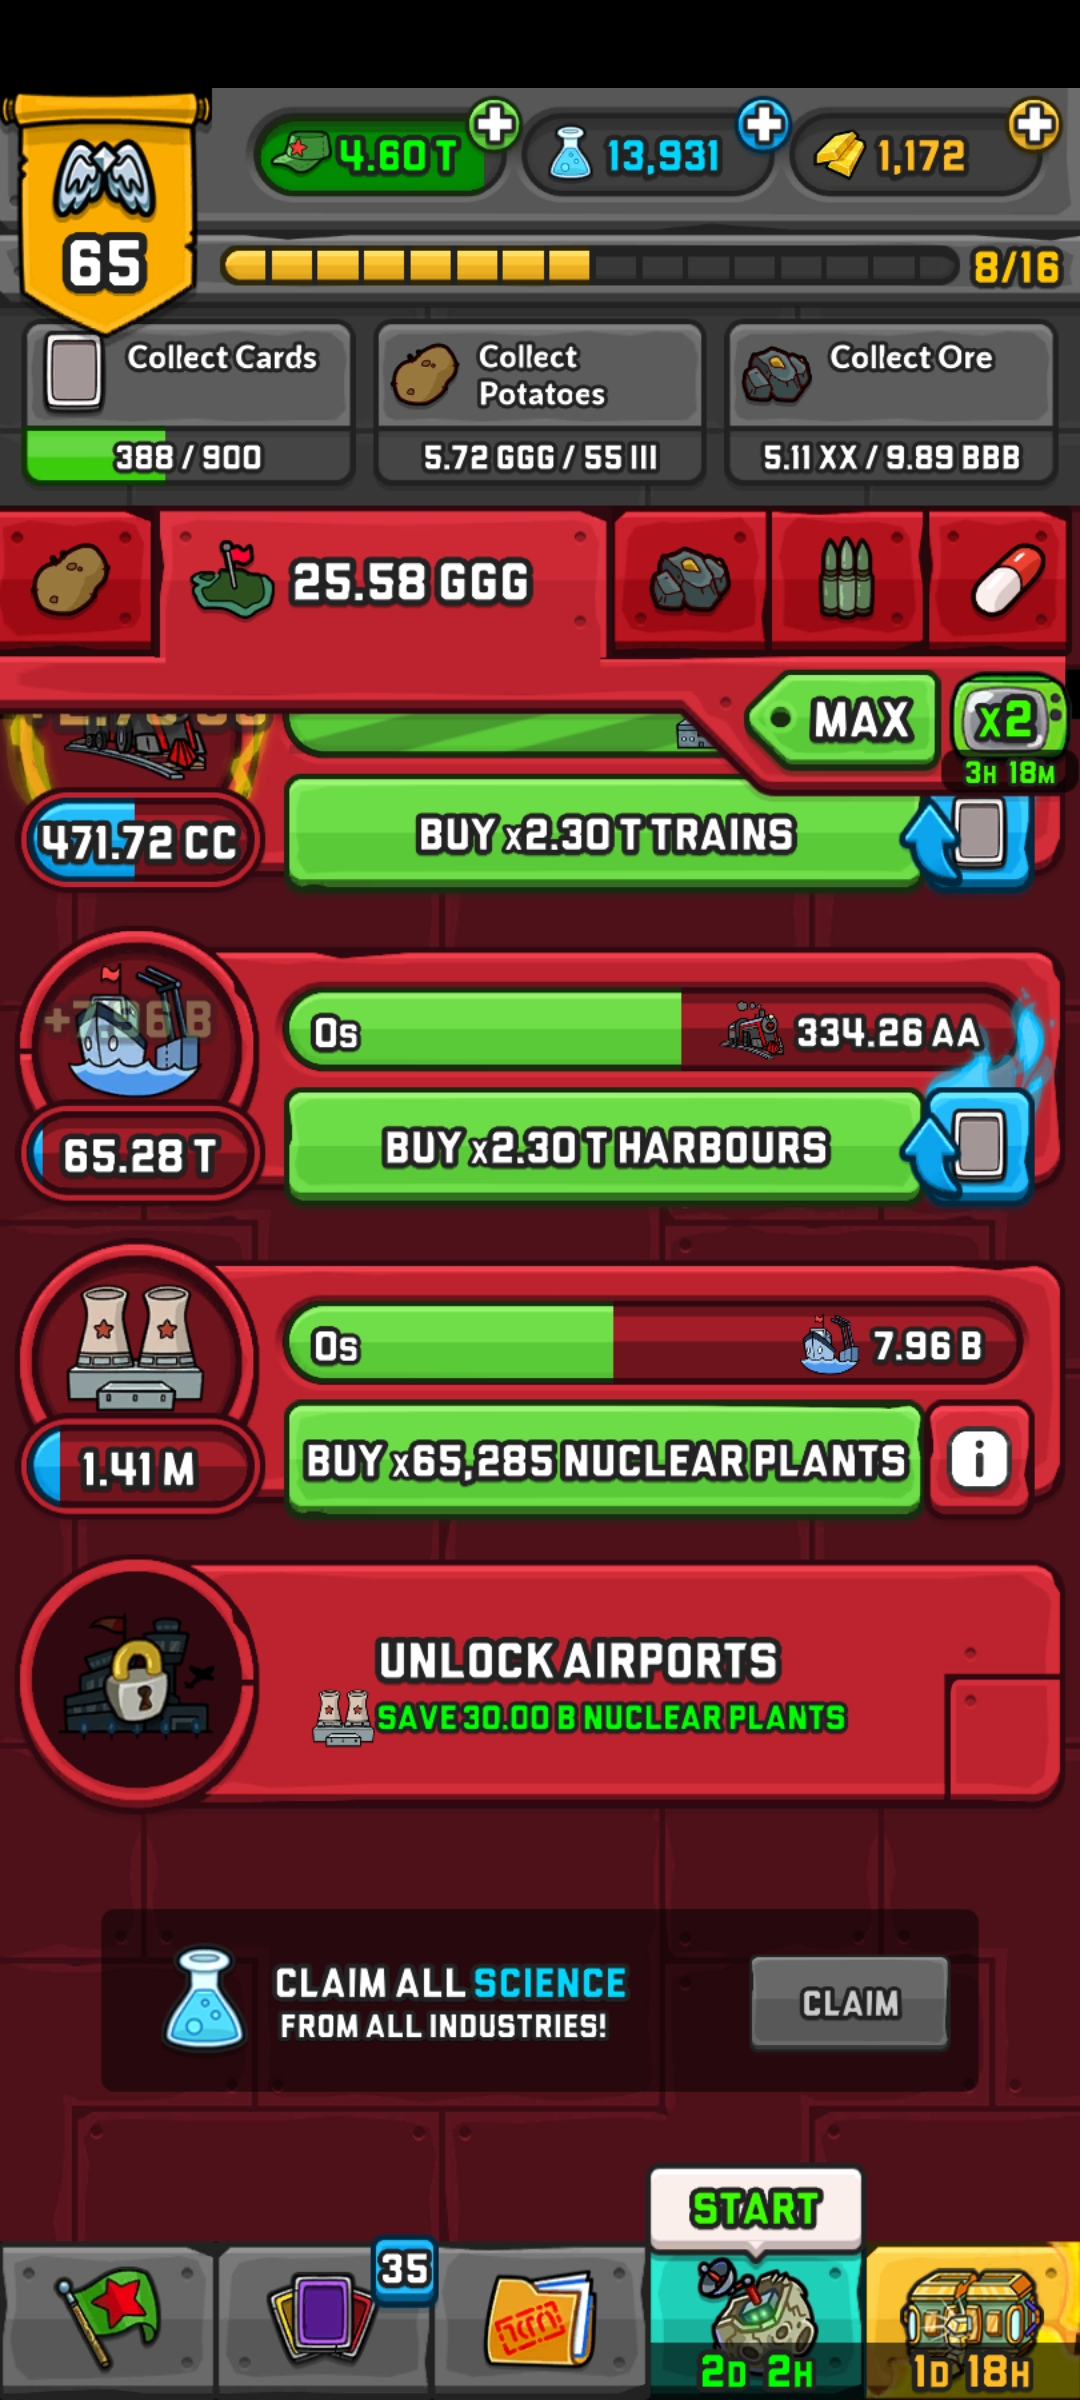 4.60 T
13,931
1,172
65
8/16
Collect Cards
388 / 900
Collect
Potatoes
5.72 GGG / 55 III
Collect Ore
5.11 XX / 9.89 BBB
25.58 GGG
MAX
x2
3H 18M
471.72 CC
BUY x2.30 T TRAINS
+7.96 B
0s
334.26 AA
65.28 T
BUY x2.30 T HARBOURS
0s
7.96 B
1.41 M
BUY x65,285 NUCLEAR PLANTS
i
UNLOCK AIRPORTS
SAVE 30.00 B NUCLEAR PLANTS
CLAIM ALL SCIENCE
FROM ALL INDUSTRIES!
CLAIM
START
35
2D 2H
1D 18H